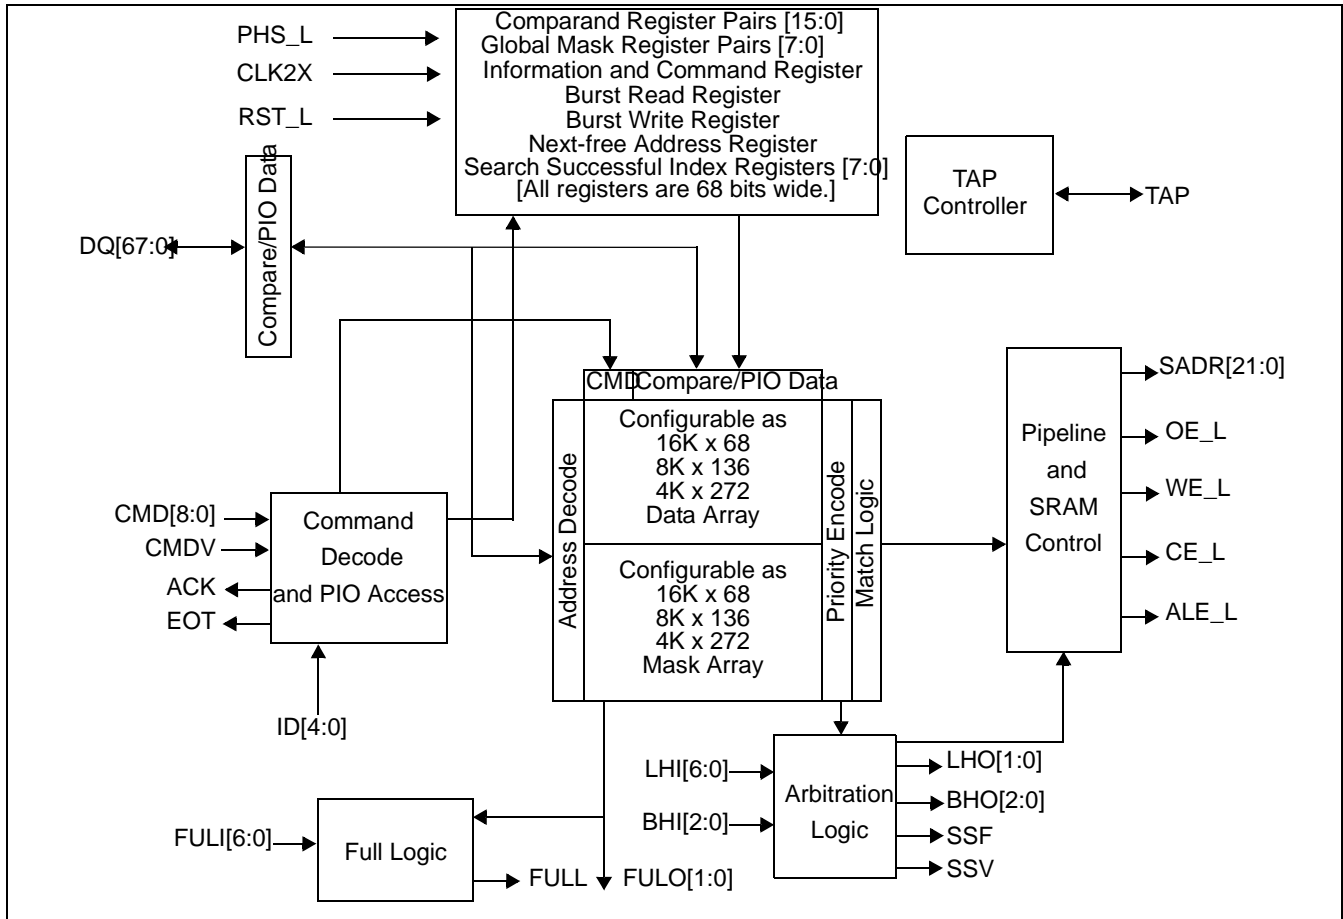 PHS_L
CLK2X
RST_L
Comparand Register Pairs [15:0]
Global Mask Register Pairs [7:0]
Information and Command Register
Burst Read Register
Burst Write Register
Next-free Address Register
Search Successful Index Registers [7:0]
[All registers are 68 bits wide.]
TAP
Controller
TAP
DQ[67:0]
Compare/PIO Data
CMD
Compare/PIO Data
Configurable as
16K x 68
8K x 136
4K x 272
Data Array
Configurable as
16K x 68
8K x 136
4K x 272
Mask Array
Address Decode
Priority Encode
Match Logic
Pipeline
and
SRAM
Control
SADR[21:0]
OE_L
WE_L
CE_L
ALE_L
CMD[8:0]
CMDV
ACK
EOT
Command
Decode
and PIO Access
ID[4:0]
LHI[6:0]
BHI[2:0]
Arbitration
Logic
LHO[1:0]
BHO[2:0]
SSF
SSV
FULI[6:0]
Full Logic
FULL
FULO[1:0]